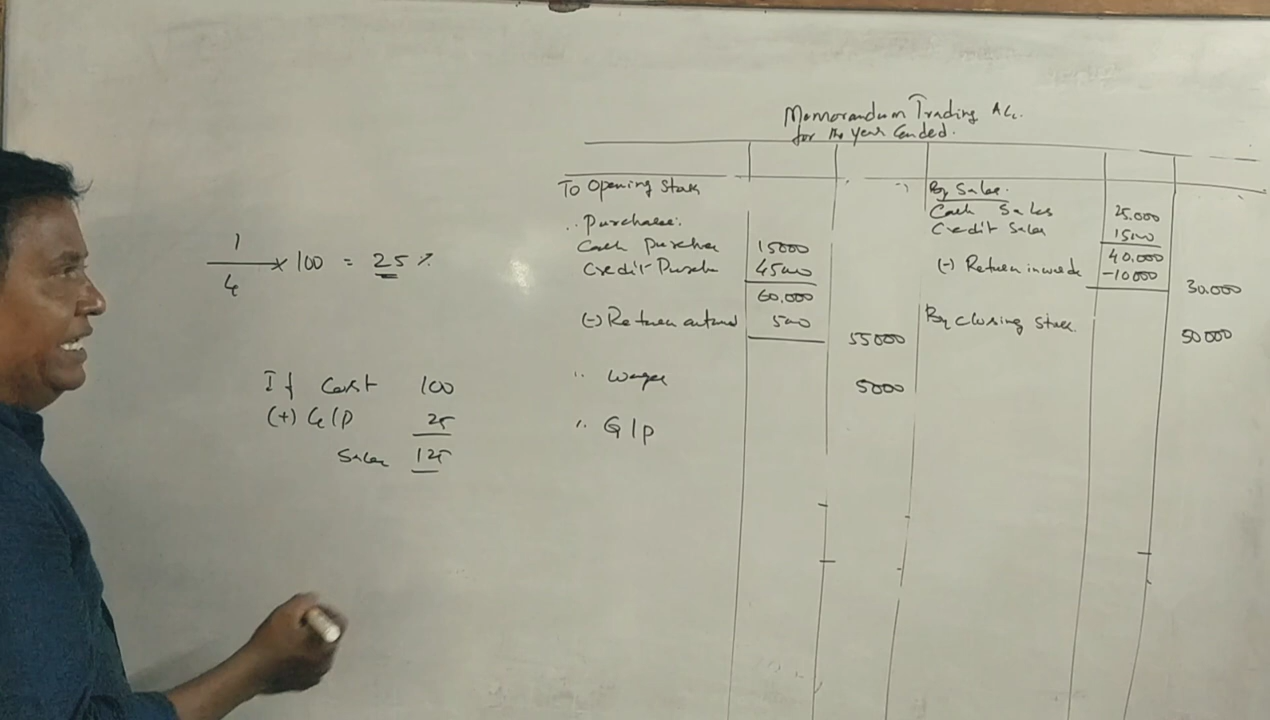 Memorandum Trading A/c.
for the year ended.
1
4
× 100 = 25 %
If Cost 100
(+) G/P 25
Sales 125
To Opening Stock
" Purchase:
Cash purchase 15000
Credit Purchase 45000
60,000
(-) Return outward 5000
55000
" Wages 5000
" G/P
By Sales.
Cash Sales 25.000
Credit Sales 15000
40,000
(-) Return inwards -10000
30,000
By Closing Stock 50000